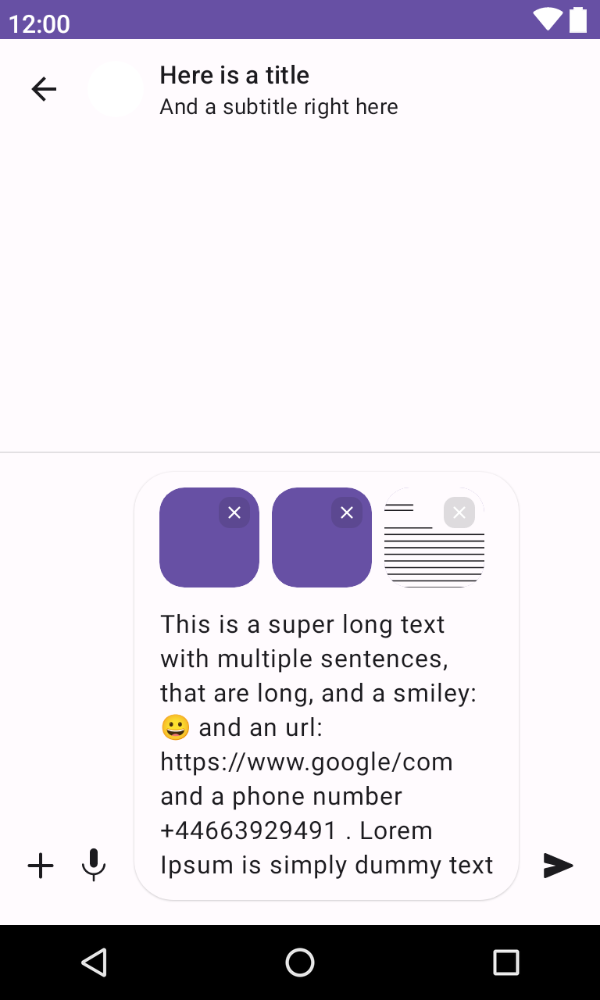 12:00
Here is a title
And a subtitle right here
This is a super long text
with multiple sentences,
that are long, and a smiley:
😀 and an url:
https://www.google/com
and a phone number
+44663929491 . Lorem
Ipsum is simply dummy text